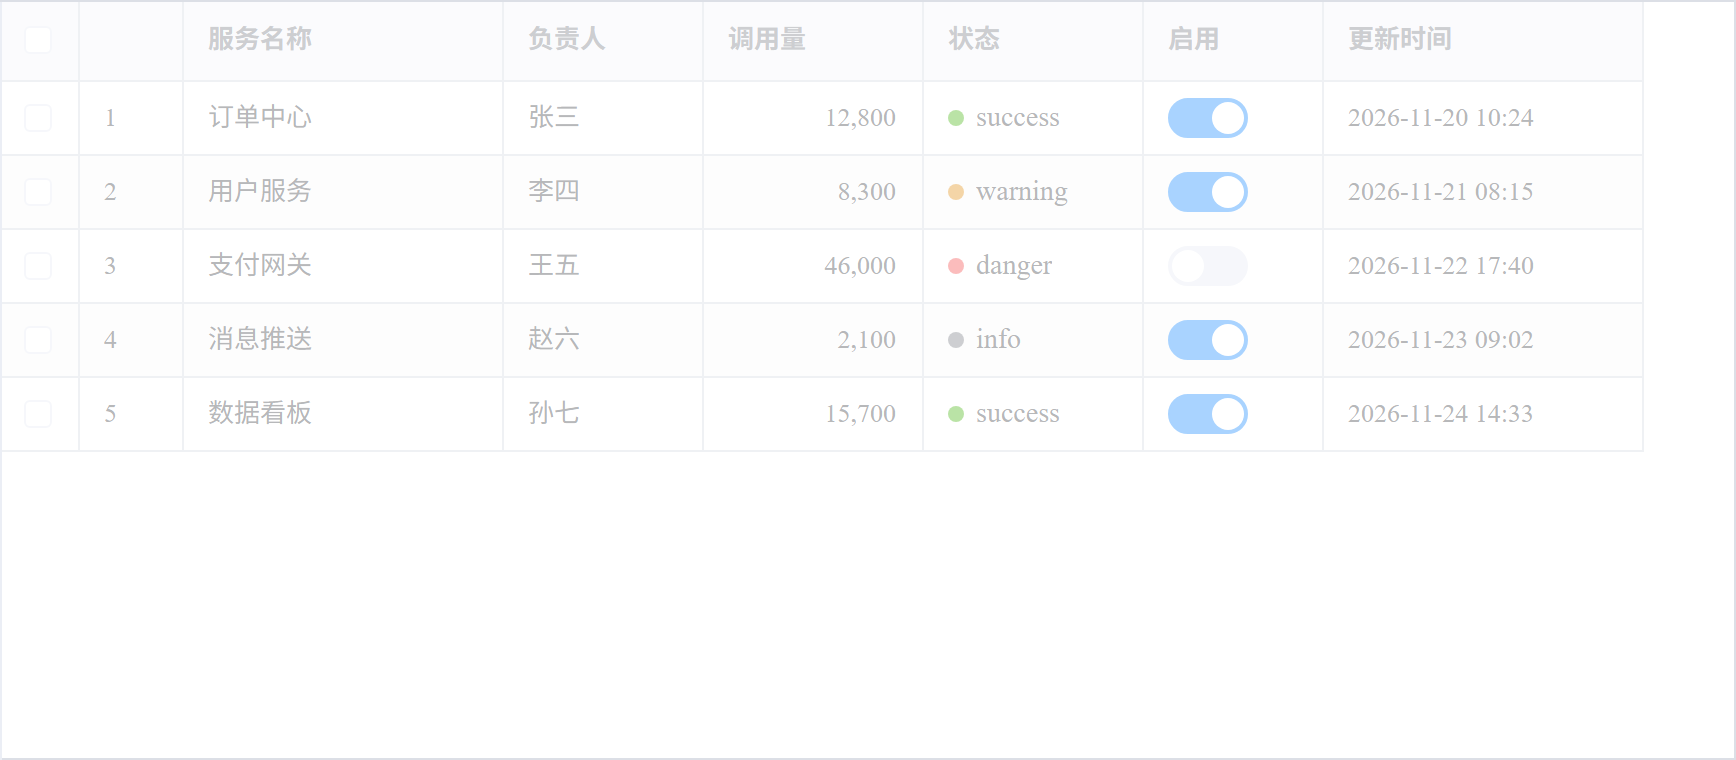 服务名称 负责人 调用量 状态 启用 更新时间
1 订单中心 张三 12,800 success 2026-11-20 10:24
2 用户服务 李四 8,300 warning 2026-11-21 08:15
3 支付网关 王五 46,000 danger 2026-11-22 17:40
4 消息推送 赵六 2,100 info 2026-11-23 09:02
5 数据看板 孙七 15,700 success 2026-11-24 14:33